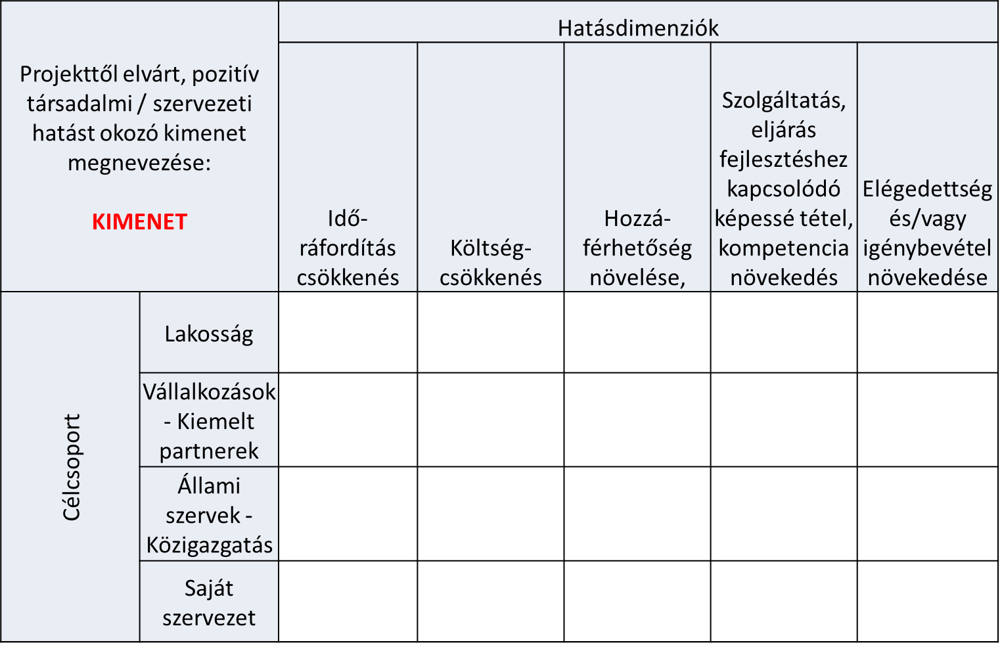 Projekttől elvárt, pozitív
társadalmi / szervezeti
hatást okozó kimenet
megnevezése:
KIMENET
Hatásdimenziók
Idő-
ráfordítás
csökkenés
Költség-
csökkenés
Hozzá-
férhetőség
növelése,
Szolgáltatás,
eljárás
fejlesztéshez
kapcsolódó
képessé tétel,
kompetencia
növekedés
Elégedettség
és/vagy
igénybevétel
növekedése
Célcsoport
Lakosság
Vállalkozások
- Kiemelt
partnerek
Állami
szervek -
Közigazgatás
Saját
szervezet